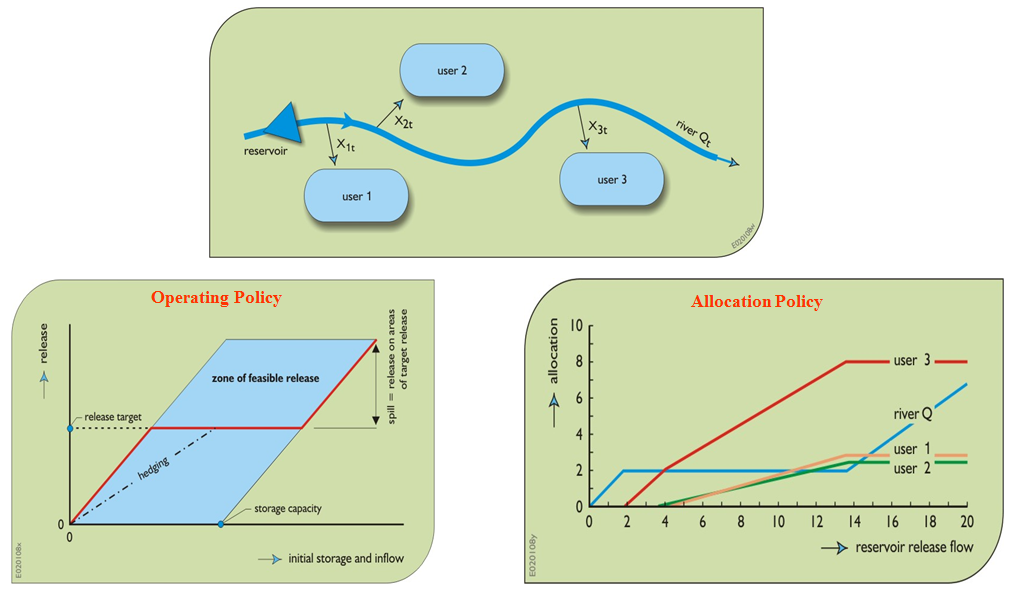 user 2
X2t
X3t
river Qt
reservoir
X1t
user 1
user 3
E020108w
Operating Policy
release
zone of feasible release
spill = release on areas
of target release
release target
hedging
storage capacity
0
0
initial storage and inflow
E020108x
Allocation Policy
allocation
10
8
6
4
2
0
user 3
river Q
user 1
user 2
0 2 4 6 8 10 12 14 16 18 20
reservoir release flow
E020108y